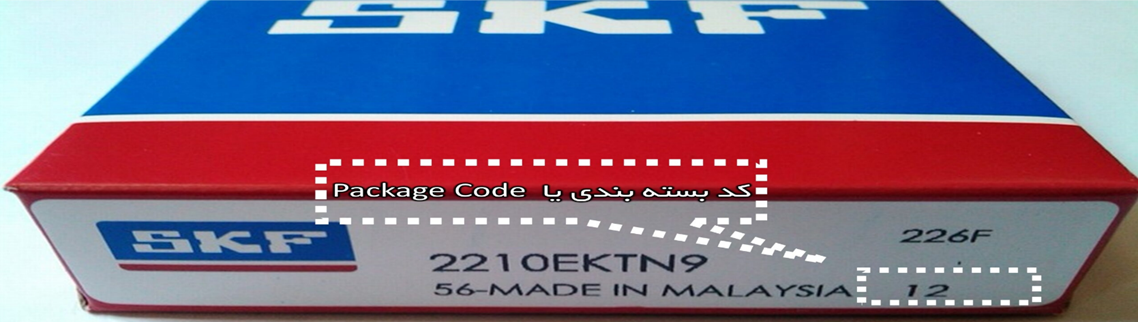 SKF
کد بسته بندی یا Package Code
SKF
2210EKTN9
226F
56-MADE IN MALAYSIA 12